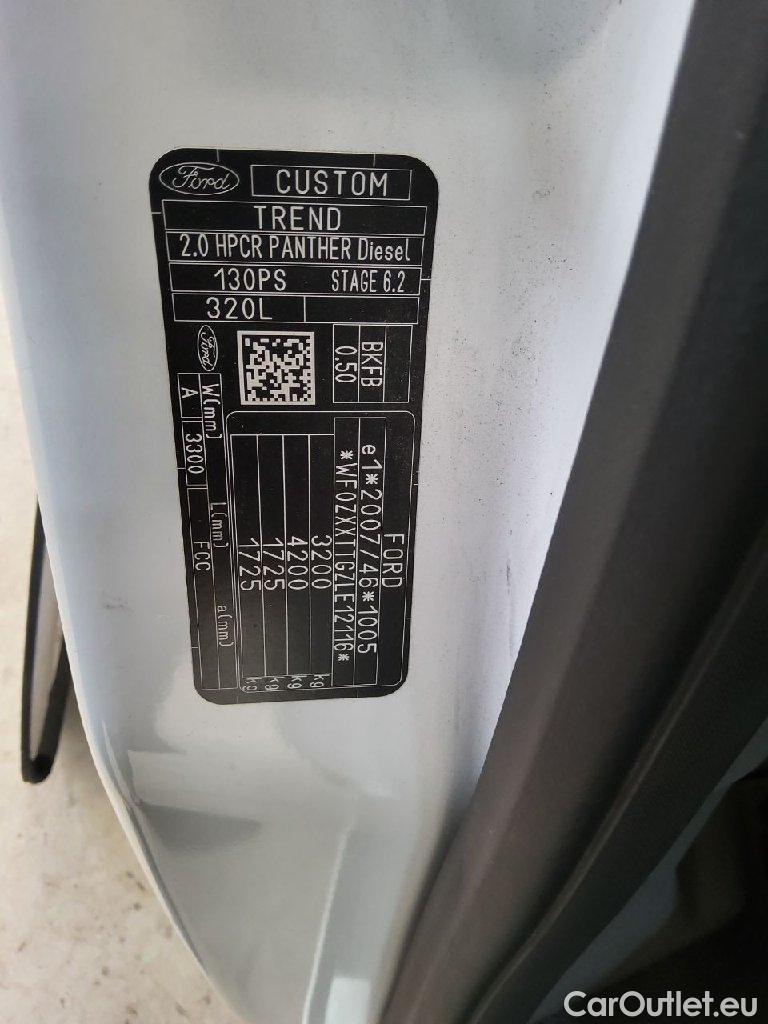 Ford CUSTOM
TREND
2.0 HPCR PANTHER Diesel
130PS STAGE 6.2
320L
Ford
BKFB
0.50
FORD
e1*2007/46*1005
*WF0ZXXTTGZLE12116*
3200 kg
4200 kg
1725 kg
1725 kg
W(mm) L(mm) a(mm)
A 3300 FCC
CarOutlet.eu